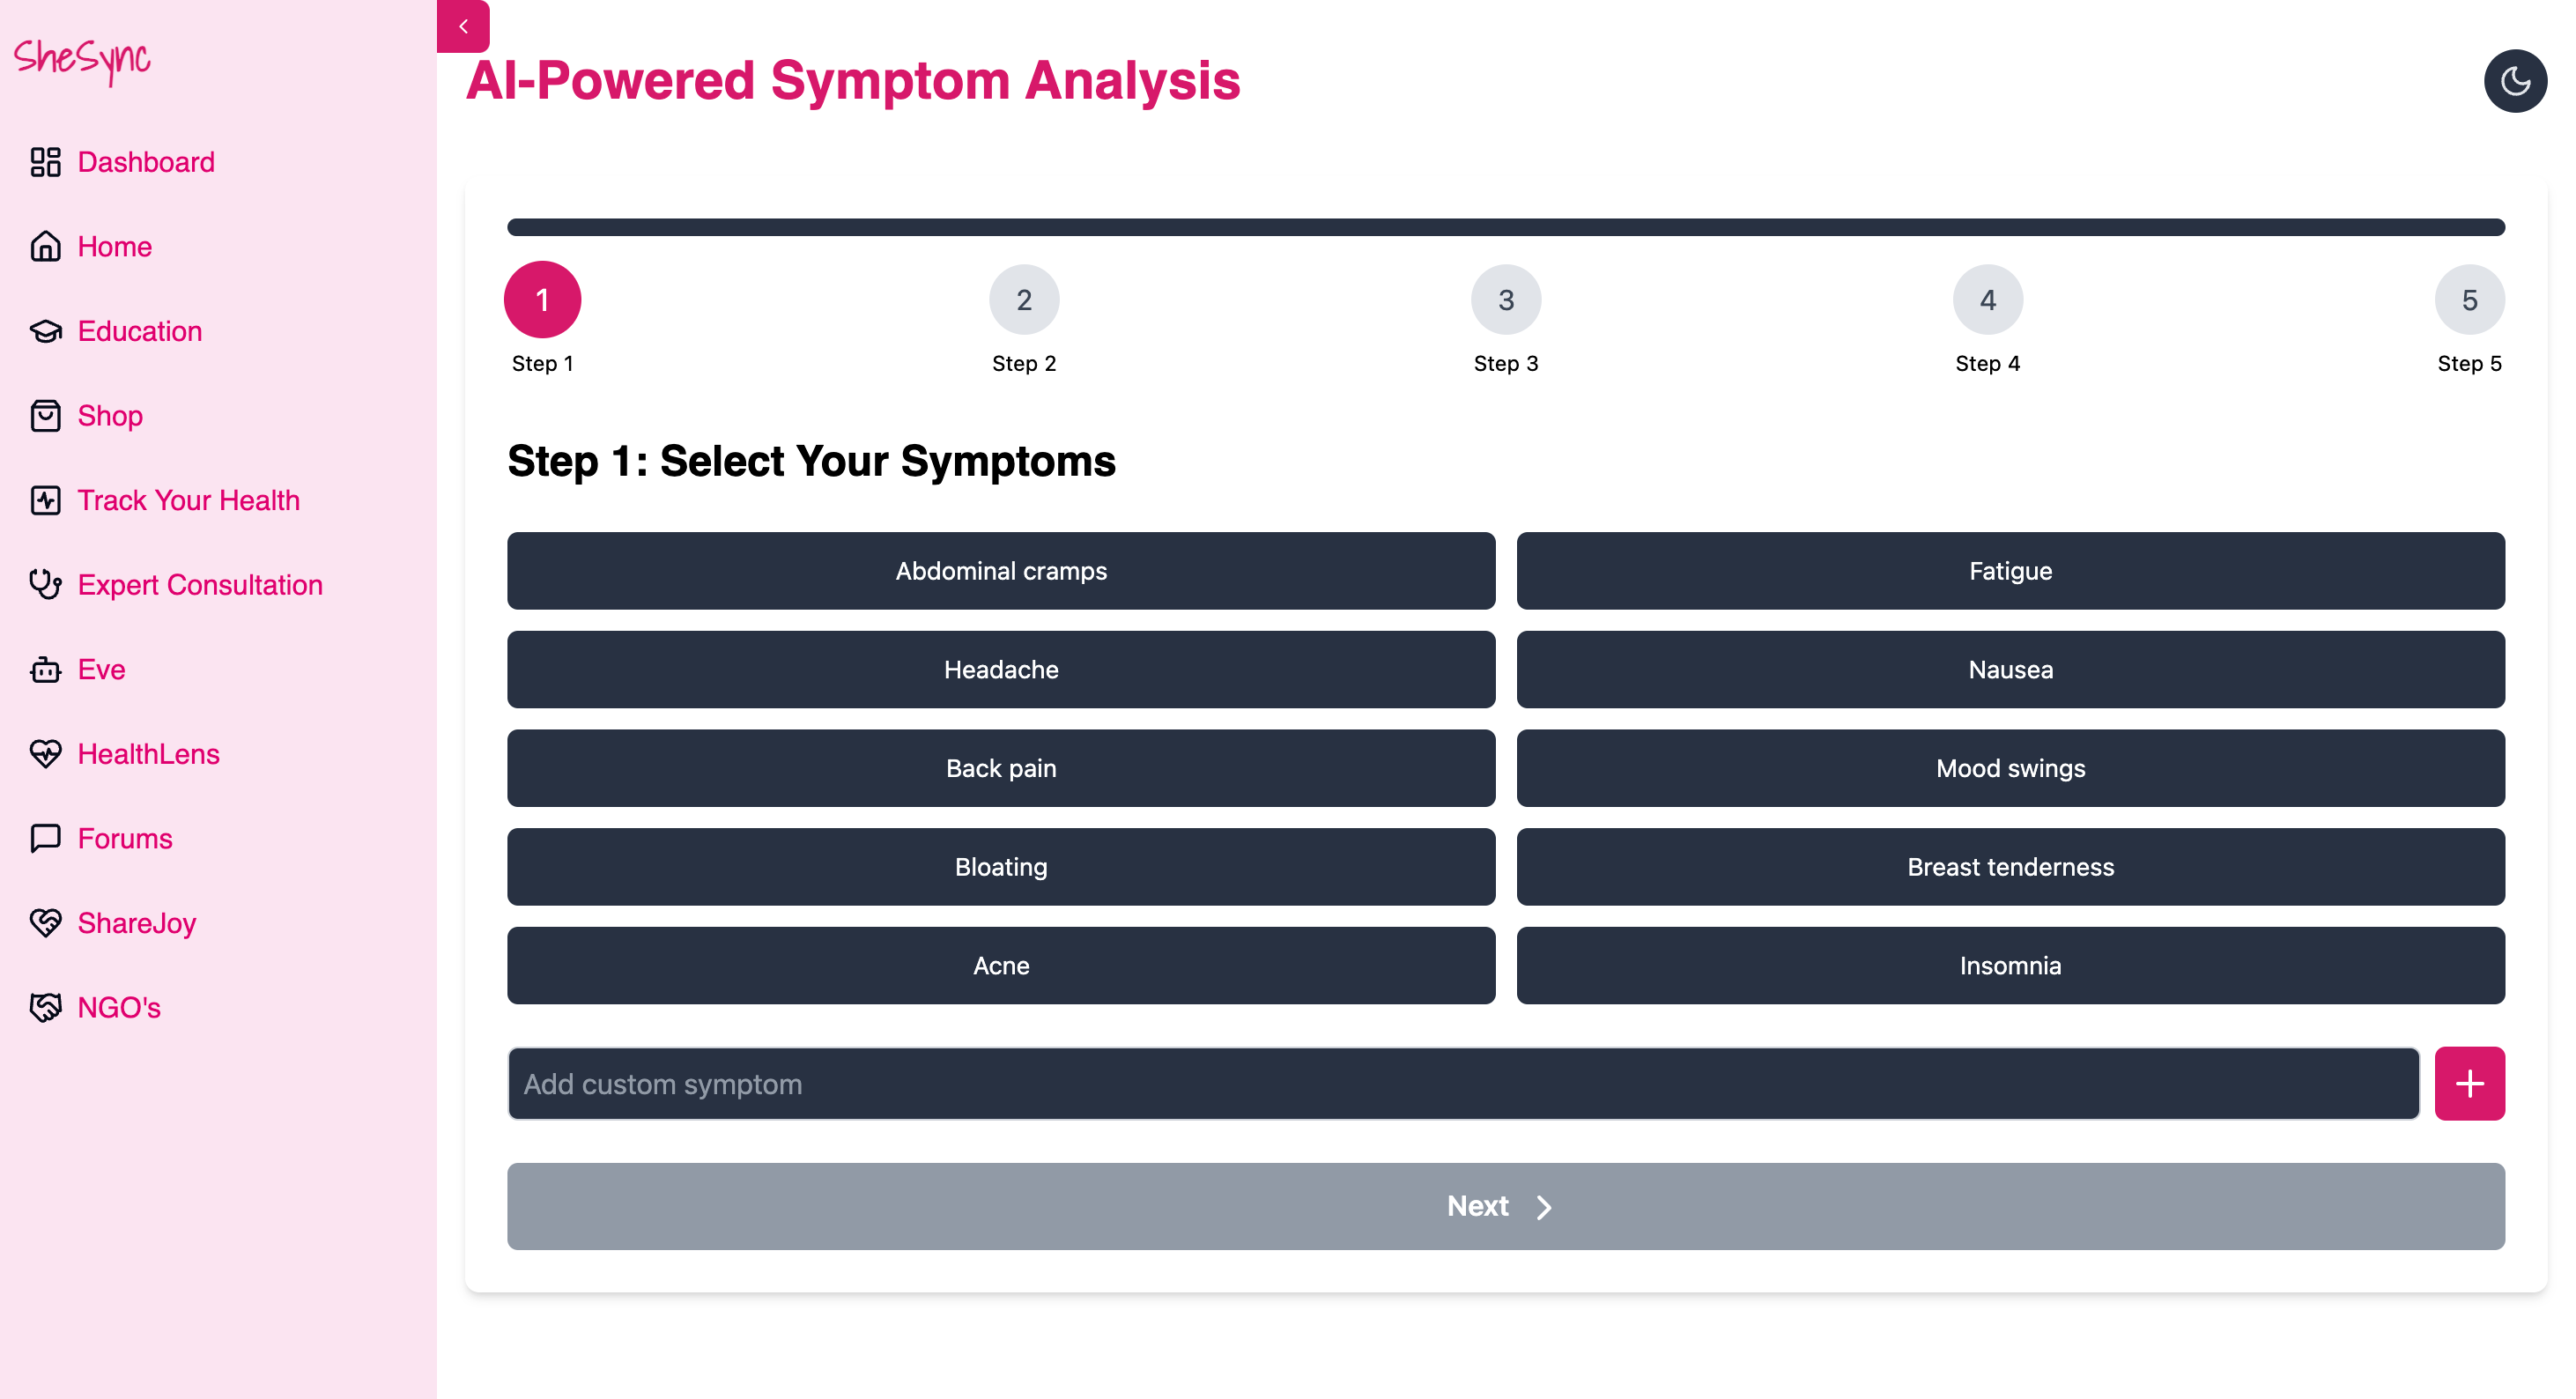 SheSync
Dashboard
Home
Education
Shop
Track Your Health
Expert Consultation
Eve
HealthLens
Forums
ShareJoy
NGO's
AI-Powered Symptom Analysis
1 2 3 4 5
Step 1 Step 2 Step 3 Step 4 Step 5
Step 1: Select Your Symptoms
Abdominal cramps Fatigue
Headache Nausea
Back pain Mood swings
Bloating Breast tenderness
Acne Insomnia
Add custom symptom
Next